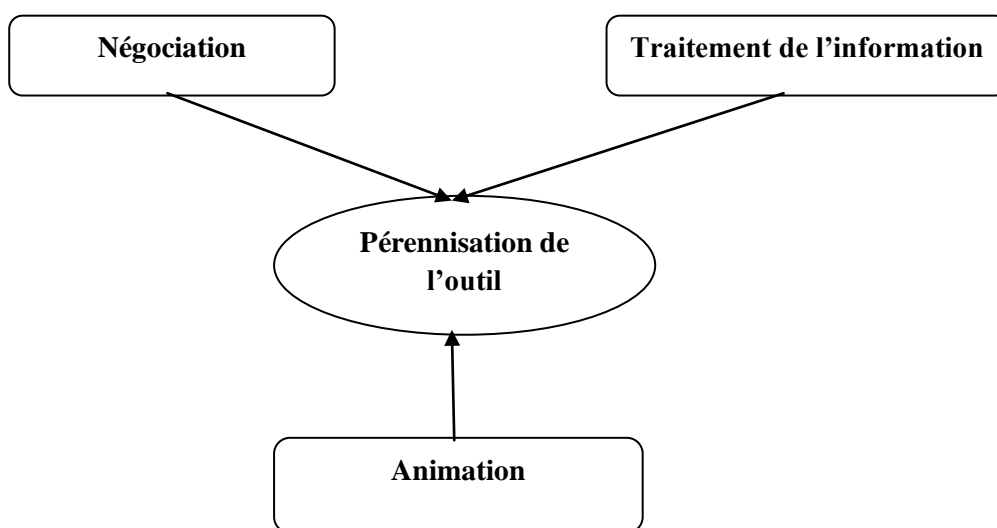 Négociation
Traitement de l’information
Pérennisation de
l’outil
Animation